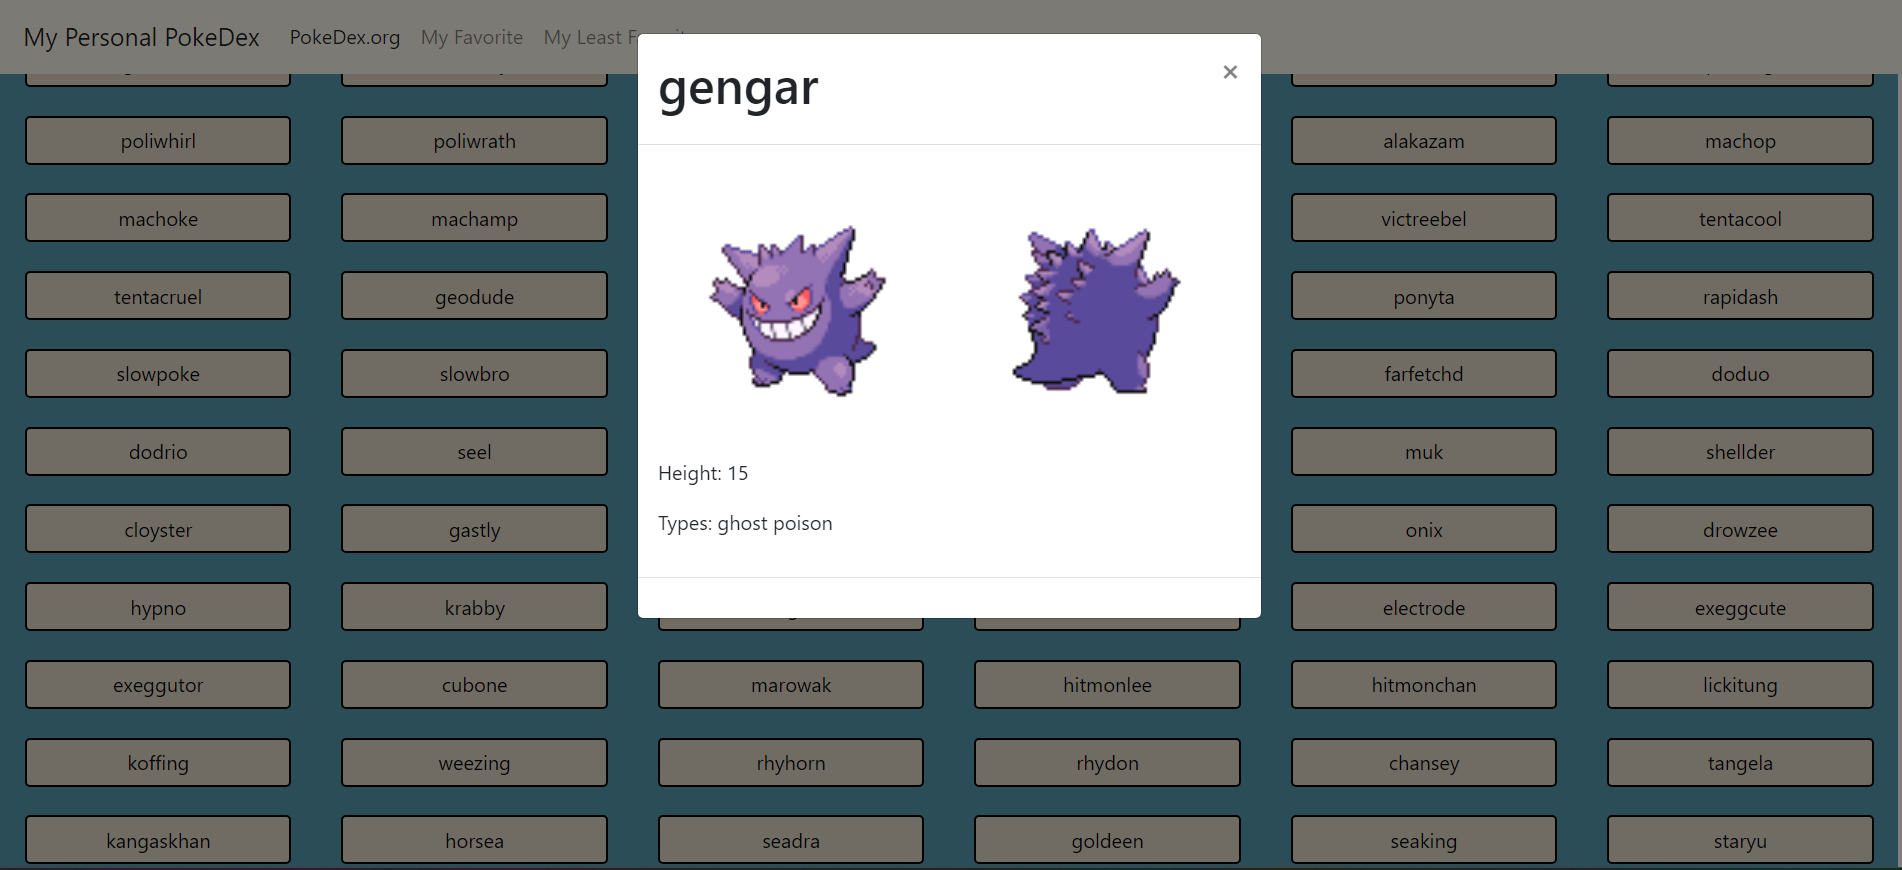 My Personal PokeDex PokeDex.org My Favorite My Least
gengar ×
poliwhirl poliwrath alakazam machop
machoke machamp victreebel tentacool
tentacruel geodude ponyta rapidash
slowpoke slowbro farfetchd doduo
dodrio seel muk shellder
Height: 15
Types: ghost poison
cloyster gastly onix drowzee
hypno krabby electrode exeggcute
exeggutor cubone marowak hitmonlee hitmonchan lickitung
koffing weezing rhyhorn rhydon chansey tangela
kangaskhan horsea seadra goldeen seaking staryu